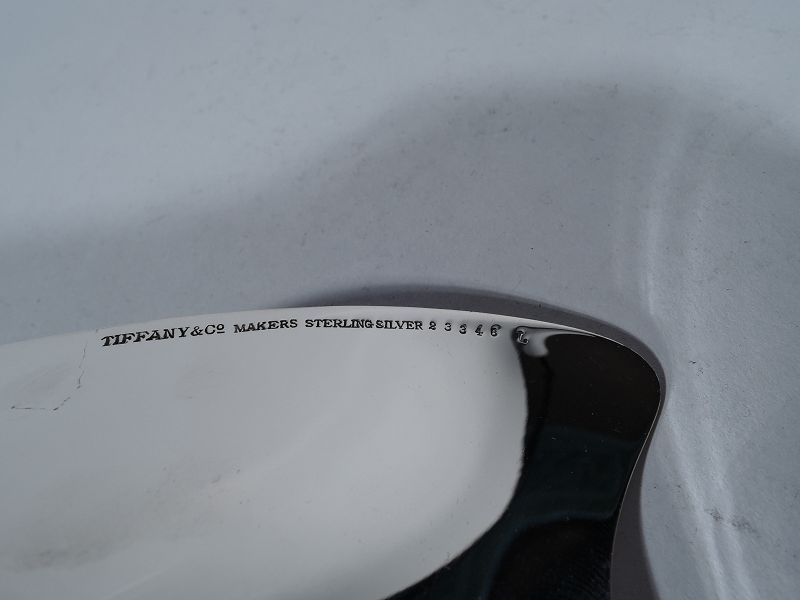 TIFFANY & Co MAKERS STERLING SILVER 23346 L